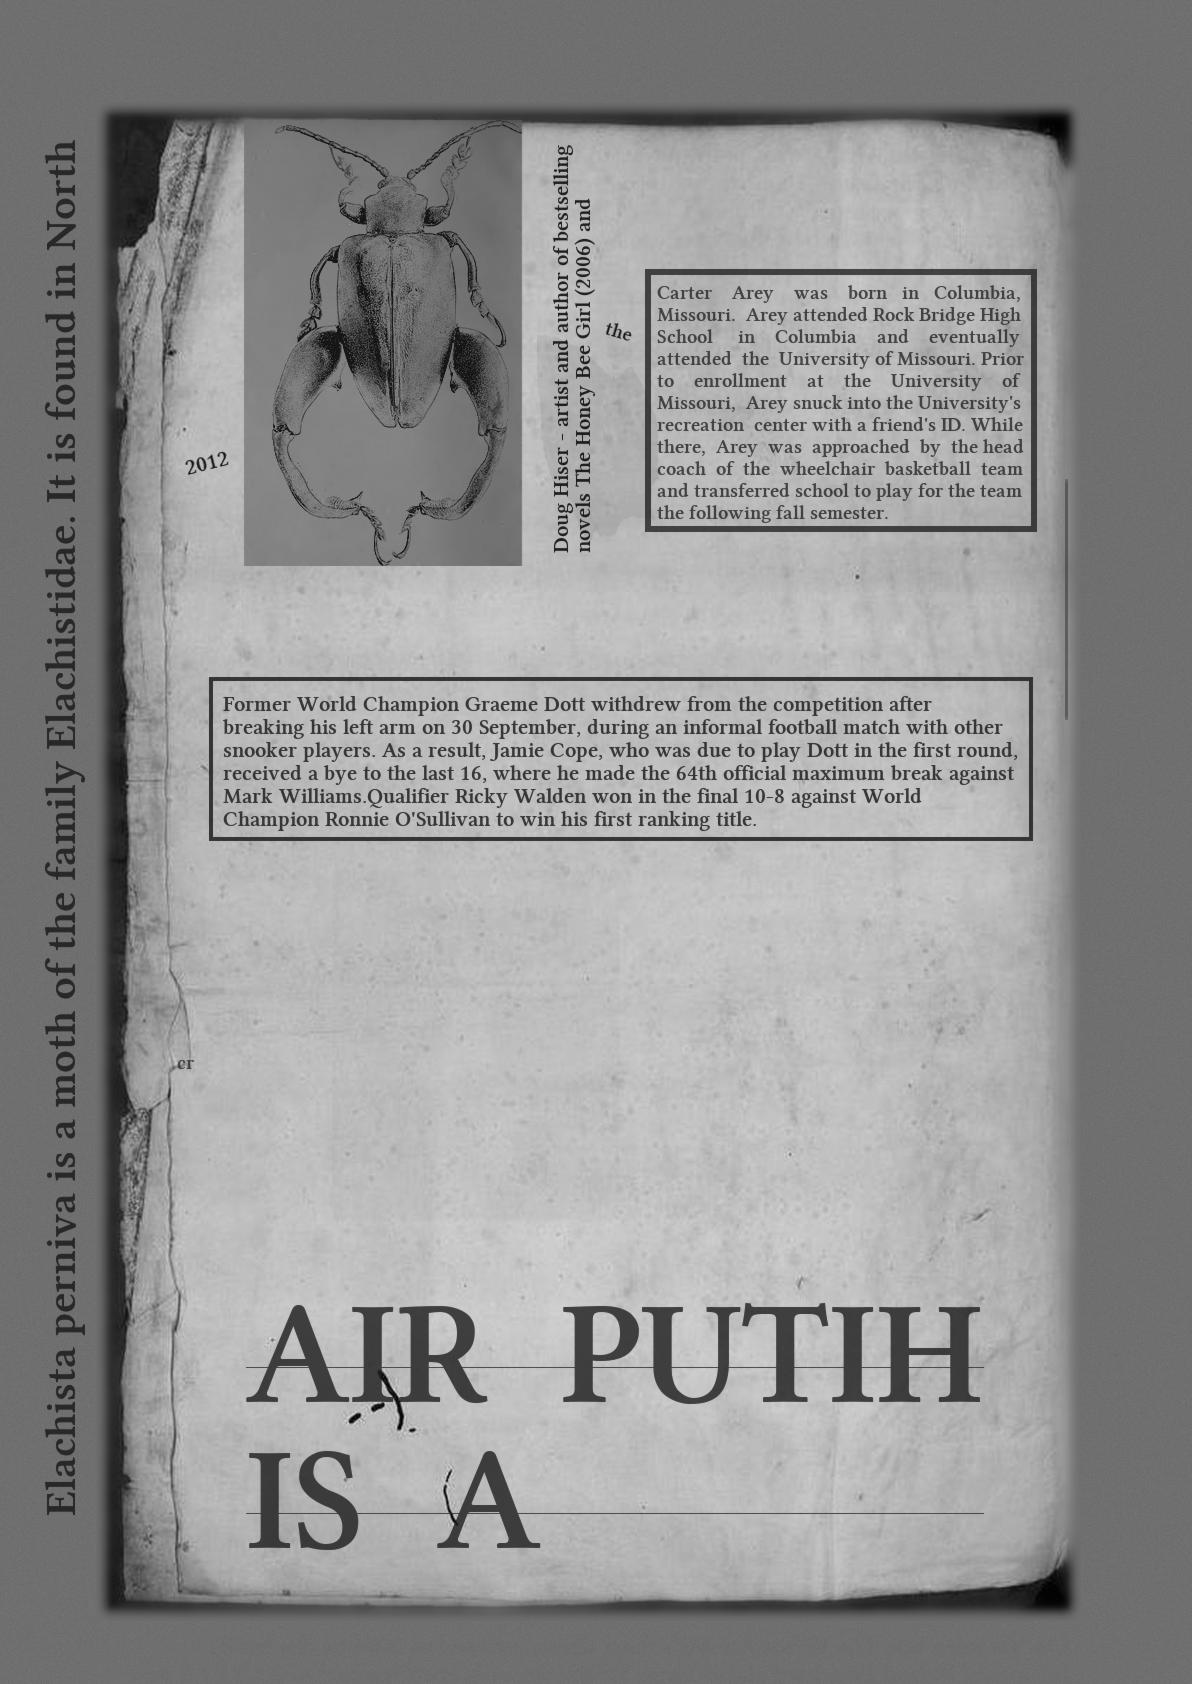 Elachista perniva is a moth of the family Elachistidae. It is found in North
2012
Doug Hiser - artist and author of bestselling
novels The Honey Bee Girl (2006) and
the
Carter Arey was born in Columbia,
Missouri. Arey attended Rock Bridge High
School in Columbia and eventually
attended the University of Missouri. Prior
to enrollment at the University of
Missouri, Arey snuck into the University's
recreation center with a friend's ID. While
there, Arey was approached by the head
coach of the wheelchair basketball team
and transferred school to play for the team
the following fall semester.
Former World Champion Graeme Dott withdrew from the competition after
breaking his left arm on 30 September, during an informal football match with other
snooker players. As a result, Jamie Cope, who was due to play Dott in the first round,
received a bye to the last 16, where he made the 64th official maximum break against
Mark Williams.Qualifier Ricky Walden won in the final 10-8 against World
Champion Ronnie O'Sullivan to win his first ranking title.
er
AIR PUTIH
IS A